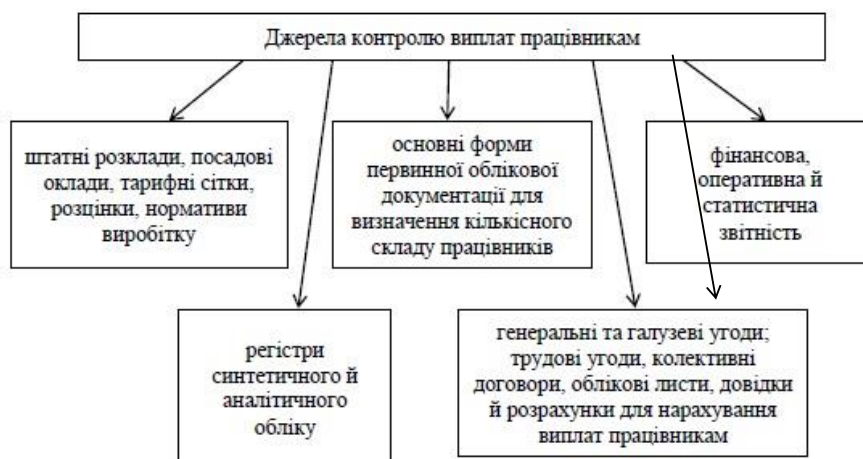 Джерела контролю виплат працівникам
штатні розклади, посадові
оклади, тарифні сітки,
розцінки, нормативи
виробітку
основні форми
первинної облікової
документації для
визначення кількісного
складу працівників
фінансова,
оперативна й
статистична
звітність
регістри
синтетичного й
аналітичного
обліку
генеральні та галузеві угоди;
трудові угоди, колективні
договори, облікові листи, довідки
й розрахунки для нарахування
виплат працівникам